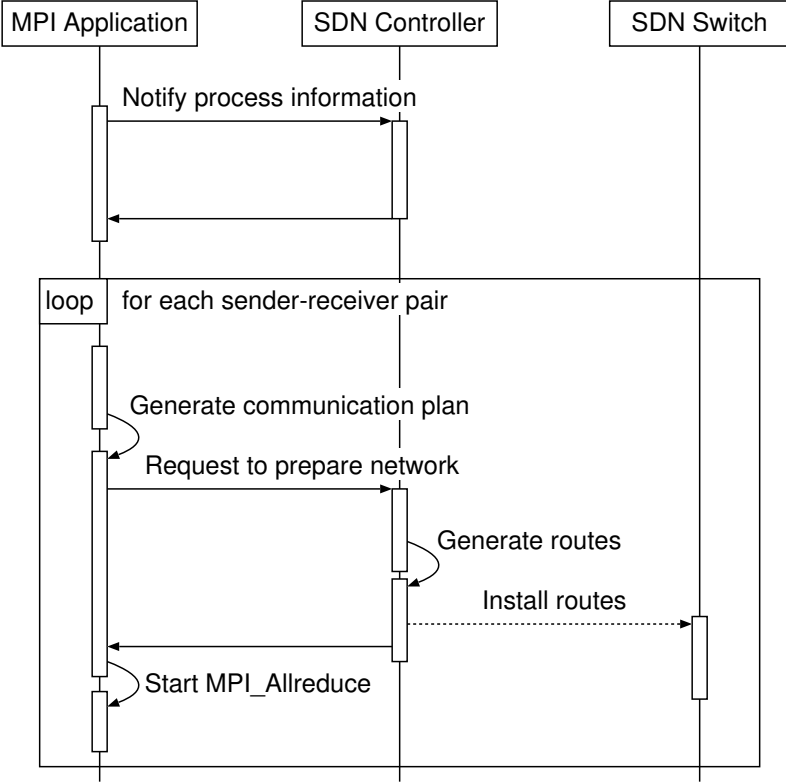 MPI Application
SDN Controller
SDN Switch
Notify process information
loop
for each sender-receiver pair
Generate communication plan
Request to prepare network
Generate routes
Install routes
Start MPI_Allreduce